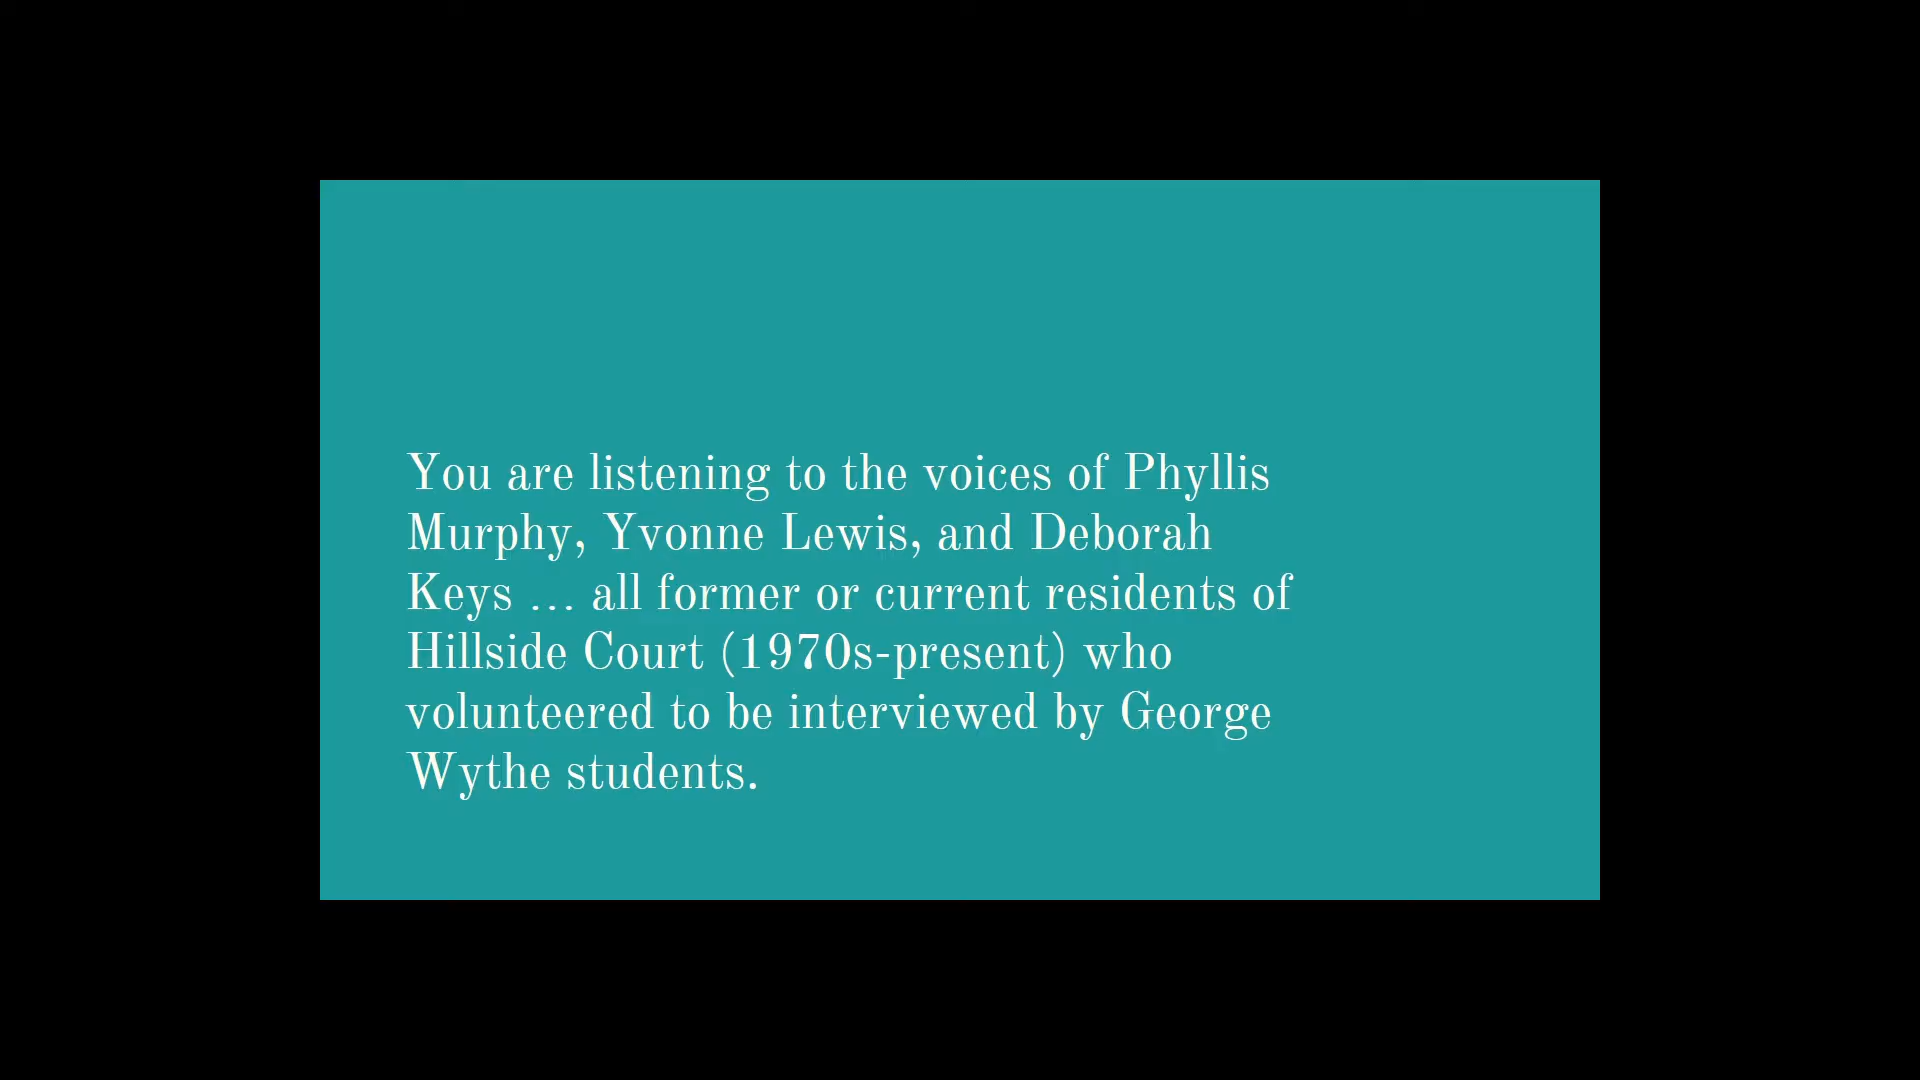 You are listening to the voices of Phyllis
Murphy, Yvonne Lewis, and Deborah
Keys ... all former or current residents of
Hillside Court (1970s-present) who
volunteered to be interviewed by George
Wythe students.